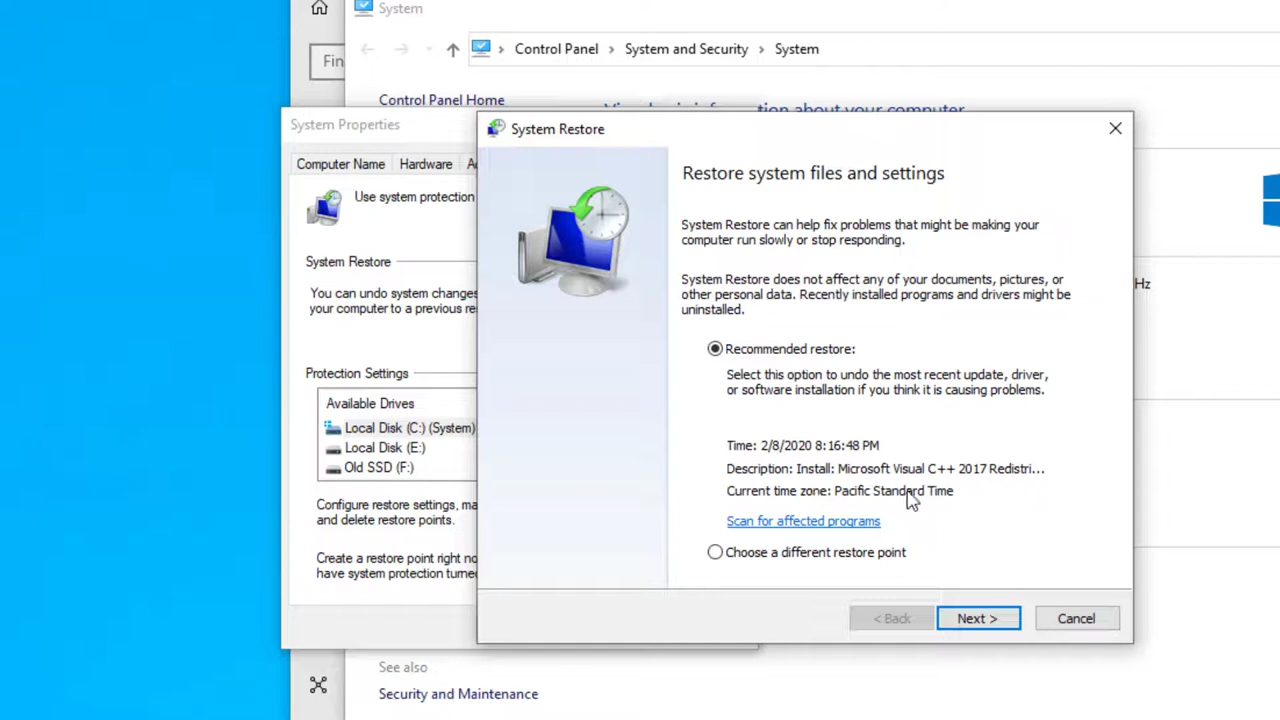 System
Fin
Control Panel > System and Security > System
Control Panel Home
information about your computer
System Properties
Computer Name
Hardware
Use system protection
System Restore
You can undo system changes
your computer to a previous
Protection Settings
Available Drives
Local Disk (C:) (System)
Local Disk (E:)
Old SSD (F:)
Configure restore settings,
and delete restore points.
Create a restore point right
have system protection
System Restore
Restore system files and settings
System Restore can help fix problems that might be making your
computer run slowly or stop responding.
System Restore does not affect any of your documents, pictures, or
other personal data. Recently installed programs and drivers might be
uninstalled.
Recommended restore:
Select this option to undo the most recent update, driver,
or software installation if you think it is causing problems.
Time: 2/8/2020 8:16:48 PM
Description: Install: Microsoft Visual C++ 2017 Redistri...
Current time zone: Pacific Standard Time
Scan for affected programs
Choose a different restore point
< Back
Next >
Cancel
Hz
See also
Security and Maintenance